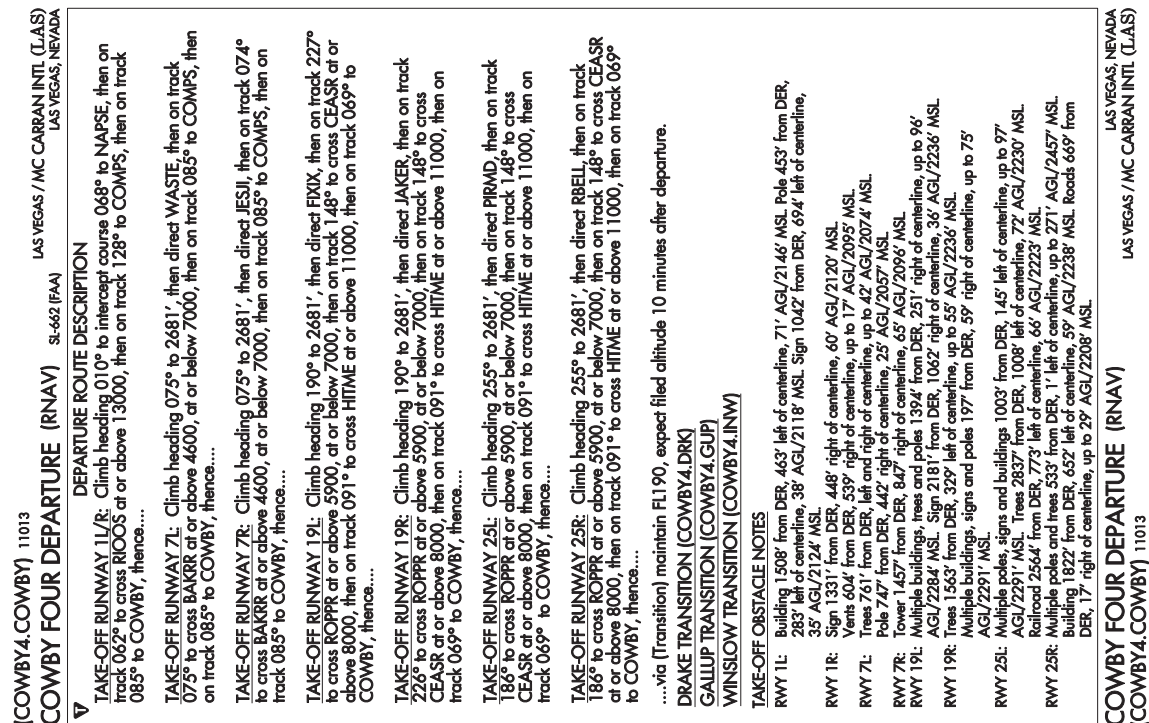 (COWBY4.COWBY) 11013
COWBY FOUR DEPARTURE (RNAV)
SL-662 (FAA)
LAS VEGAS / MC CARRAN INTL (LAS)
LAS VEGAS, NEVADA
DEPARTURE ROUTE DESCRIPTION
TAKE-OFF RUNWAY 1L/R: Climb heading 010° to intercept course 068° to NAPSE, then on
track 062° to cross RIOOS at or above 13000, then on track 128° to COMPS, then on track
085° to COWBY, thence....
TAKE-OFF RUNWAY 7L: Climb heading 075° to 2681', then direct WASTE, then on track
075° to cross BAKRR at or above 4600, at or below 7000, then on track 085° to COMPS, then
on track 085° to COWBY, thence....
TAKE-OFF RUNWAY 7R: Climb heading 075° to 2681', then direct JESJI, then on track 074°
to cross BAKRR at or above 4600, at or below 7000, then on track 085° to COMPS, then on
track 085° to COWBY, thence....
TAKE-OFF RUNWAY 19L: Climb heading 190° to 2681', then direct FIXIX, then on track 227°
to cross ROPPR at or above 5900, at or below 7000, then on track 148° to cross CEASR at or
above 8000, then on track 091° to cross HITME at or above 11000, then on track 069° to
COWBY, thence....
TAKE-OFF RUNWAY 19R: Climb heading 190° to 2681', then direct JAKER, then on track
226° to cross ROPPR at or above 5900, at or below 7000, then on track 148° to cross
CEASR at or above 8000, then on track 091° to cross HITME at or above 11000, then on
track 069° to COWBY, thence....
TAKE-OFF RUNWAY 25L: Climb heading 255° to 2681', then direct PIRMD, then on track
186° to cross ROPPR at or above 5900, at or below 7000, then on track 148° to cross
CEASR at or above 8000, then on track 091° to cross HITME at or above 11000, then on
track 069° to COWBY, thence....
TAKE-OFF RUNWAY 25R: Climb heading 255° to 2681', then direct RBELL, then on track
186° to cross ROPPR at or above 5900, at or below 7000, then on track 148° to cross CEASR
at or above 8000, then on track 091° to cross HITME at or above 11000, then on track 069°
to COWBY, thence...
....via (Transition) maintain FL190, expect filed altitude 10 minutes after departure.
DRAKE TRANSITION (COWBY4.DRK)
GALLUP TRANSITION (COWBY4.GUP)
WINSLOW TRANSITION (COWBY4.INW)
TAKE-OFF OBSTACLE NOTES
RWY 1L: Building 1508' from DER, 463' left of centerline, 71' AGL/2146' MSL. Pole 453' from DER,
283' left of centerline, 38' AGL/2118' MSL. Sign 1042' from DER, 694' left of centerline,
35' AGL/2124' MSL.
RWY 1R: Sign 1331' from DER, 448' right of centerline, 60' AGL/2120' MSL.
Vents 604' from DER, 539' right of centerline, up to 17' AGL/2095' MSL.
RWY 7L: Trees 761' from DER, left and right of centerline, up to 42' AGL/2074' MSL.
Pole 747' from DER, 442' right of centerline, 25' AGL/2057' MSL.
RWY 7R: Tower 1457' from DER, 847' right of centerline, 65' AGL/2096' MSL.
RWY 19L: Multiple buildings, trees and poles 1394' from DER, 251' right of centerline, up to 96'
AGL/2284' MSL. Sign 2181' from DER, 1062' right of centerline, 36' AGL/2236' MSL.
RWY 19R: Trees 1563' from DER, 329' left of centerline, up to 55' AGL/2236' MSL.
Multiple buildings, signs and poles 197' from DER, 59' right of centerline, up to 75'
AGL/2291' MSL.
RWY 25L: Multiple poles, signs and buildings 1003' from DER, 145' left of centerline, up to 97'
AGL/2291' MSL. Trees 2837' from DER, 1008' left of centerline, 72' AGL/2230' MSL.
Railroad 2564' from DER, 773' left of centerline, 66' AGL/2223' MSL.
RWY 25R: Multiple poles and trees 533' from DER, 1' left of centerline, up to 271' AGL/2457' MSL.
Building 1822' from DER, 652' left of centerline, 59' AGL/2238' MSL. Roads 669' from
DER, 17' right of centerline, up to 29' AGL/2208' MSL.
COWBY FOUR DEPARTURE (RNAV)
(COWBY4.COWBY) 11013
LAS VEGAS, NEVADA
LAS VEGAS / MC CARRAN INTL (LAS)